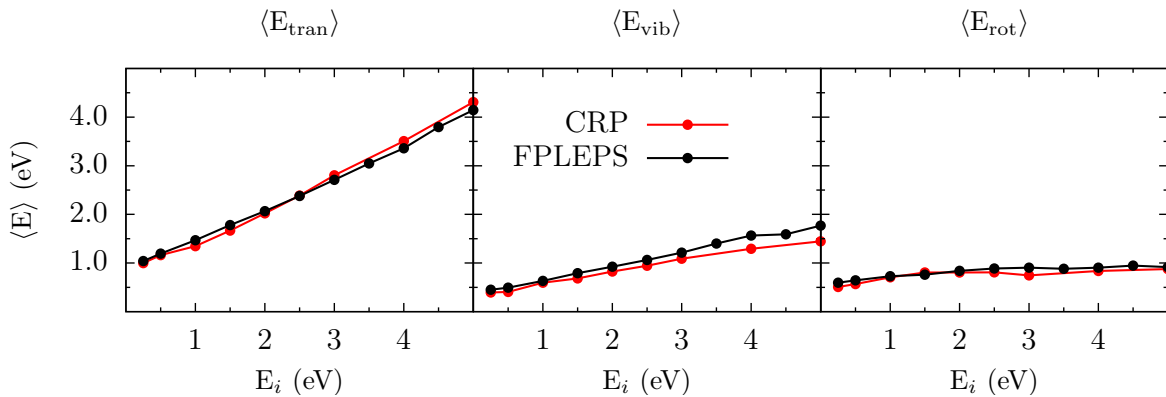 ⟨E_tran⟩ ⟨E_vib⟩ ⟨E_rot⟩
4.0
3.0
2.0
1.0
⟨E⟩ (eV)
CRP
FPLEPS
1 2 3 4 1 2 3 4 1 2 3 4
E_i (eV) E_i (eV) E_i (eV)